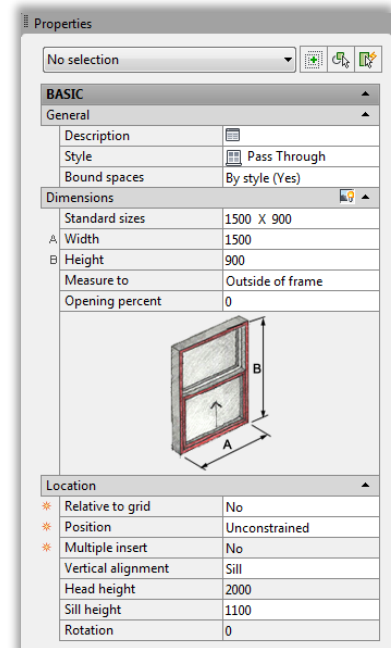 Properties
No selection
BASIC
General
Description
Style Pass Through
Bound spaces By style (Yes)
Dimensions
Standard sizes 1500 X 900
A Width 1500
B Height 900
Measure to Outside of frame
Opening percent 0
B
A
Location
Relative to grid No
Position Unconstrained
Multiple insert No
Vertical alignment Sill
Head height 2000
Sill height 1100
Rotation 0